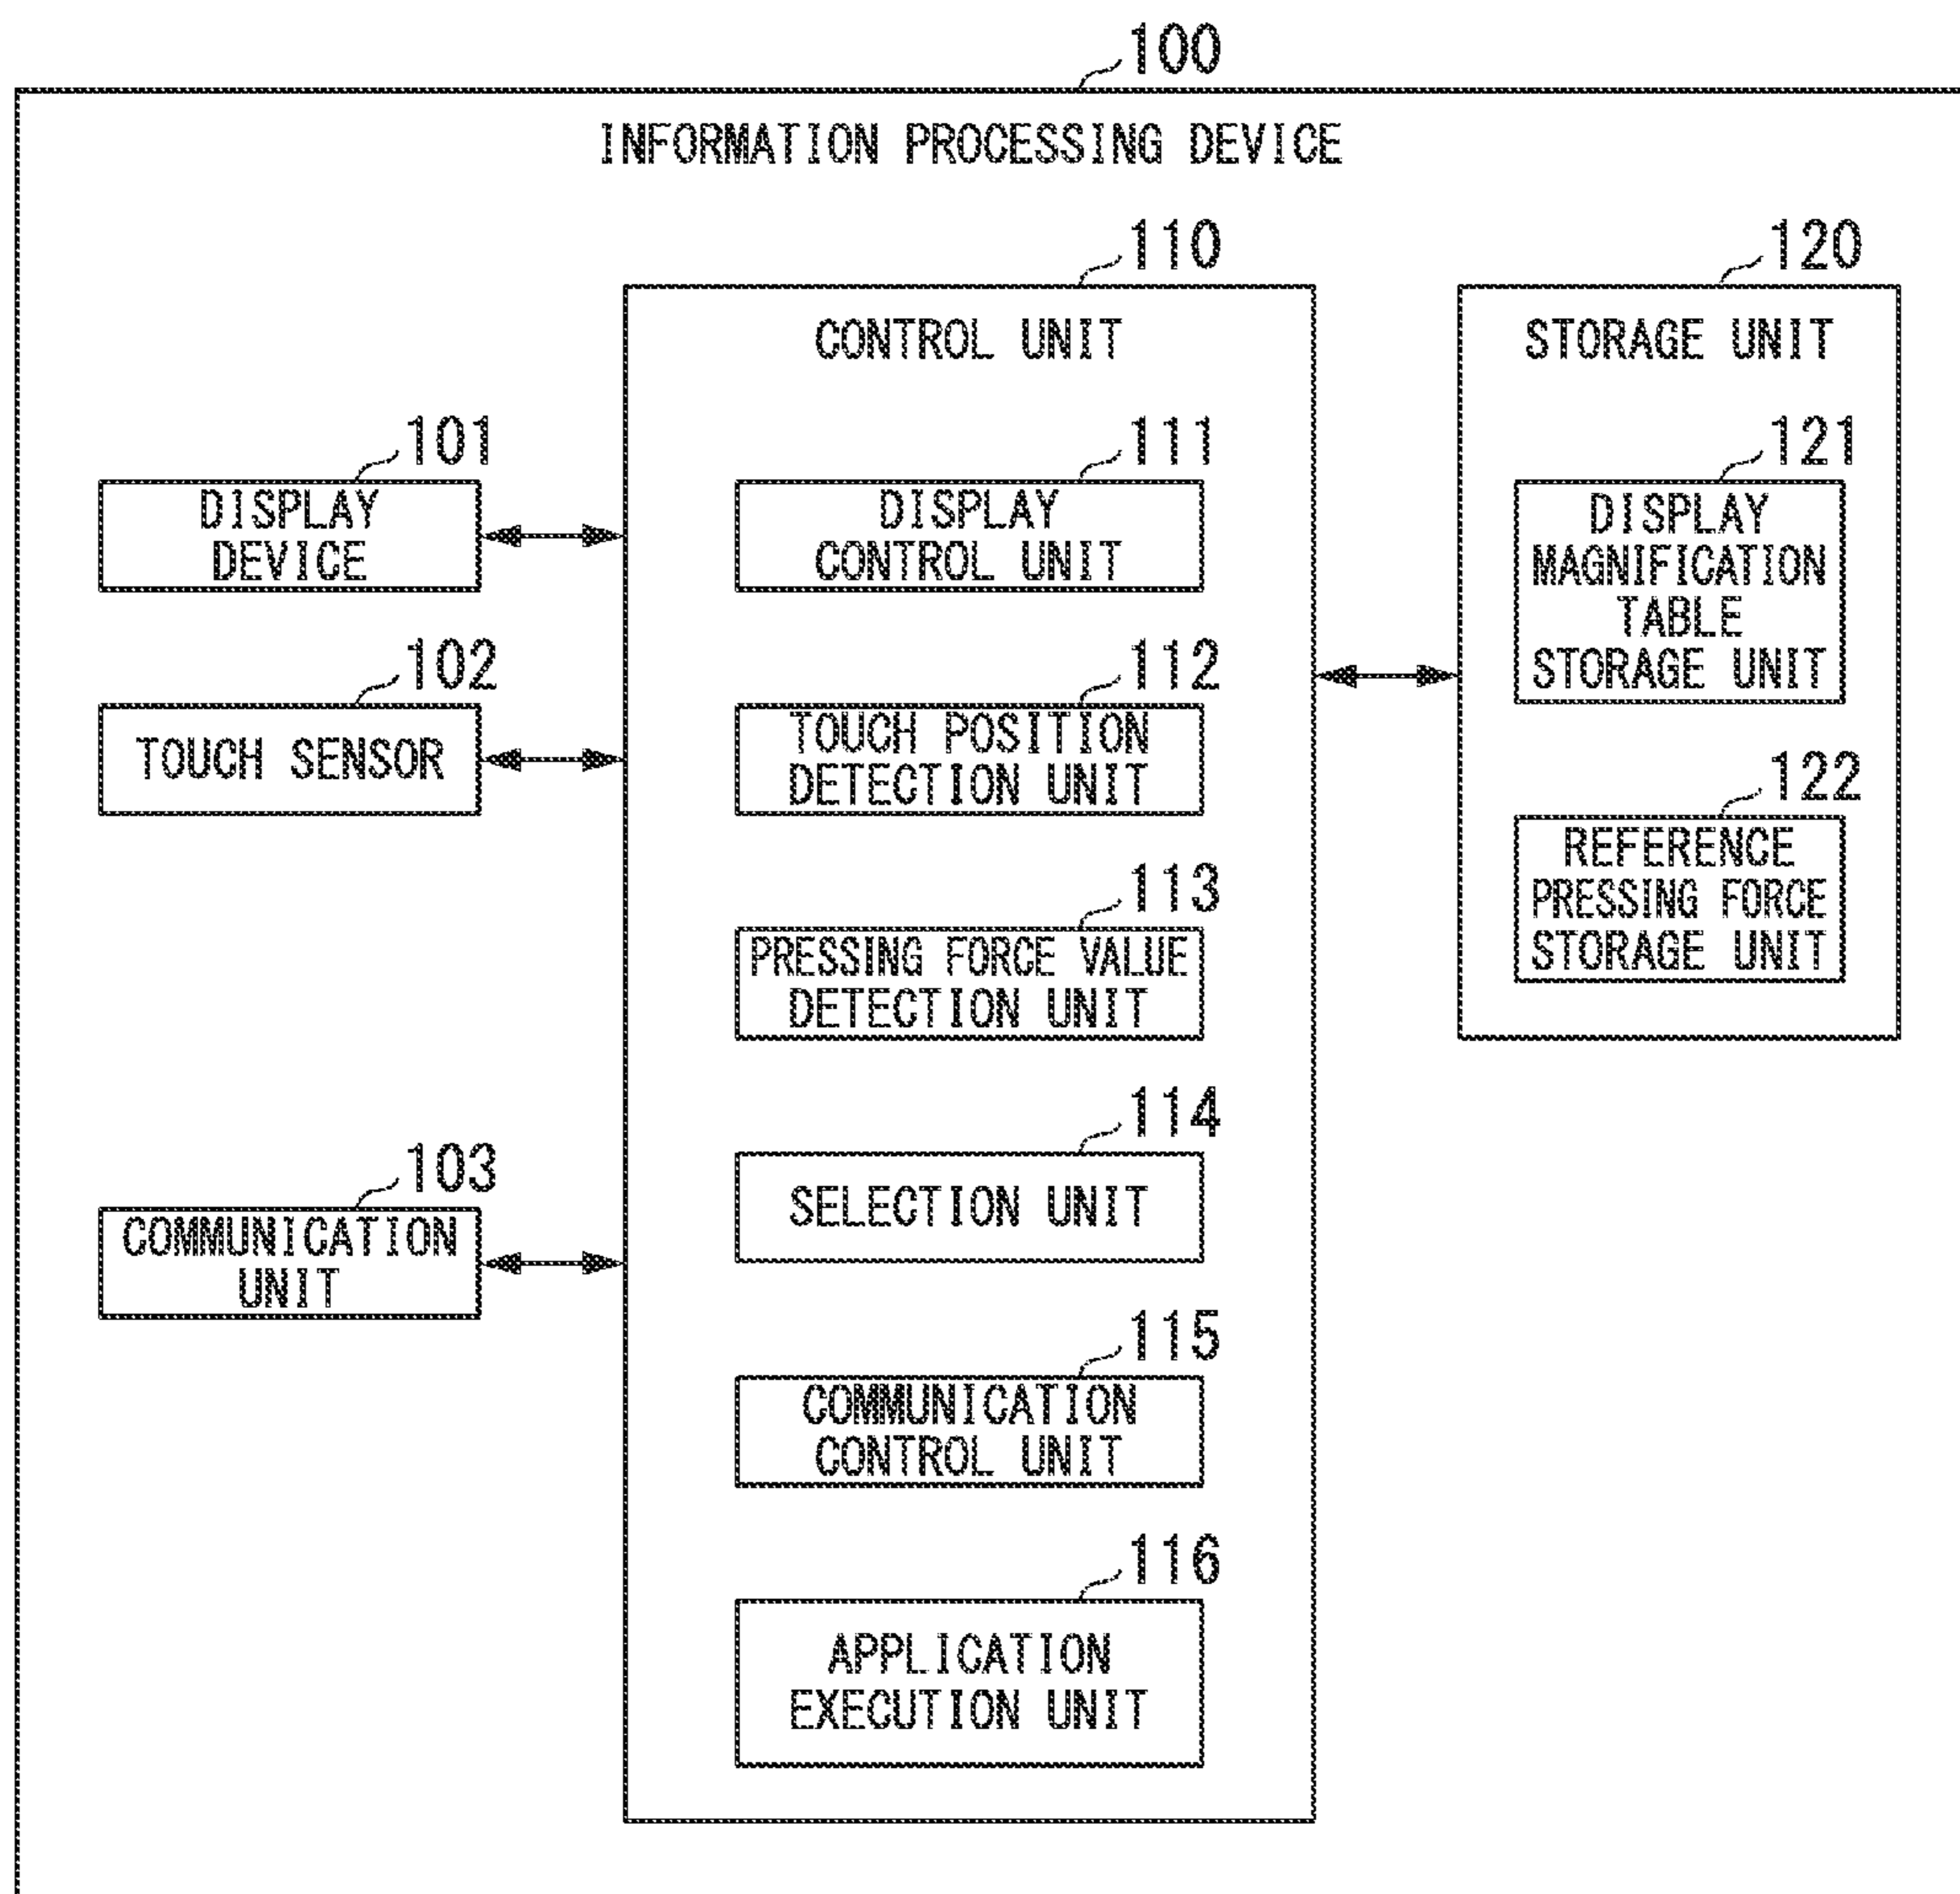 100
INFORMATION PROCESSING DEVICE
110
CONTROL UNIT
120
STORAGE UNIT
101
DISPLAY
DEVICE
111
DISPLAY
CONTROL UNIT
121
DISPLAY
MAGNIFICATION
TABLE
STORAGE UNIT
102
TOUCH SENSOR
112
TOUCH POSITION
DETECTION UNIT
122
REFERENCE
PRESSING FORCE
STORAGE UNIT
113
PRESSING FORCE VALUE
DETECTION UNIT
103
COMMUNICATION
UNIT
114
SELECTION UNIT
115
COMMUNICATION
CONTROL UNIT
116
APPLICATION
EXECUTION UNIT